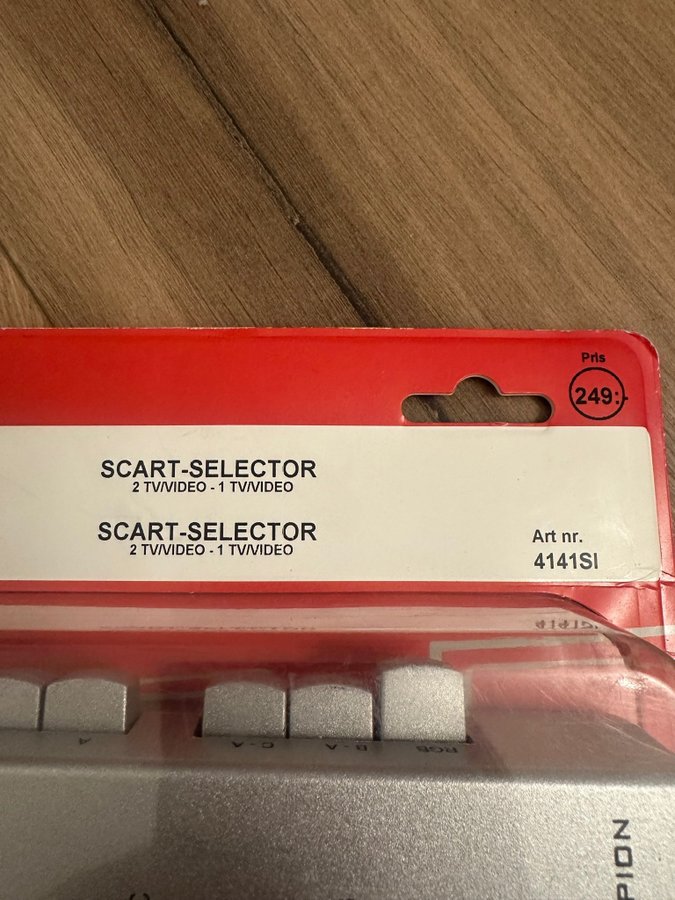 Pris
249:-
SCART-SELECTOR
2 TV/VIDEO - 1 TV/VIDEO
SCART-SELECTOR
2 TV/VIDEO - 1 TV/VIDEO
Art nr.
4141SI
A
C-A
B-A
RGB
PION